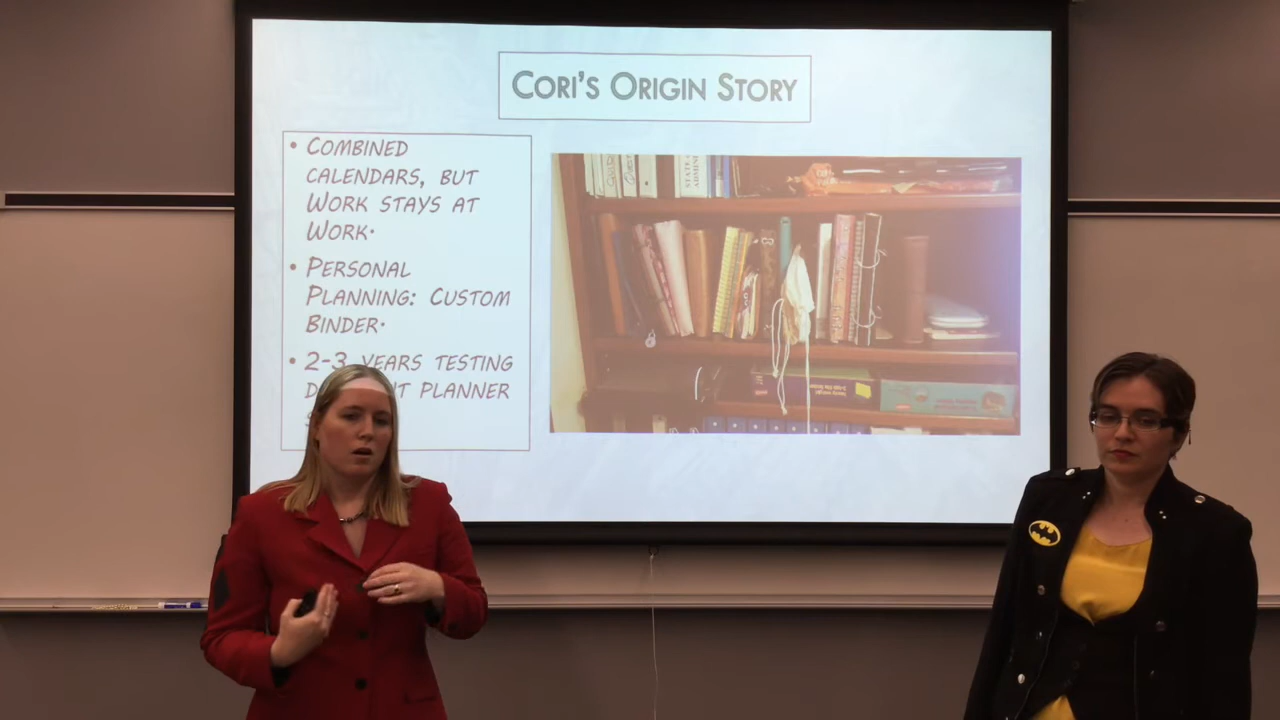 Cori's Origin Story
• Combined
calendars, but
Work stays at
Work.
• Personal
Planning: Custom
Binder.
• 2-3 years testing
planner